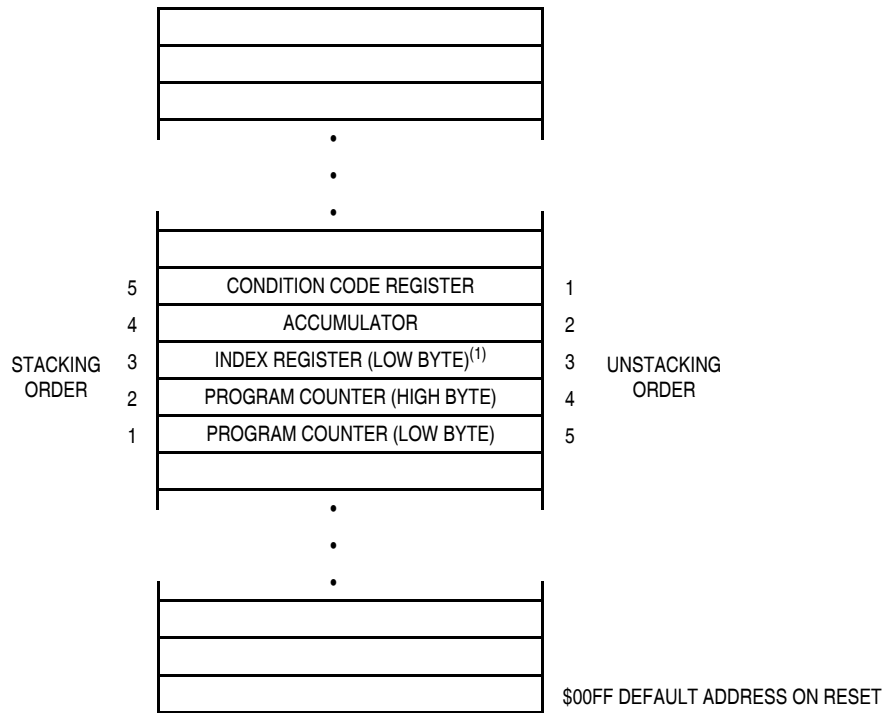 5 CONDITION CODE REGISTER 1
4 ACCUMULATOR 2
STACKING ORDER
3 INDEX REGISTER (LOW BYTE)(1) 3
UNSTACKING ORDER
2 PROGRAM COUNTER (HIGH BYTE) 4
1 PROGRAM COUNTER (LOW BYTE) 5
$00FF DEFAULT ADDRESS ON RESET